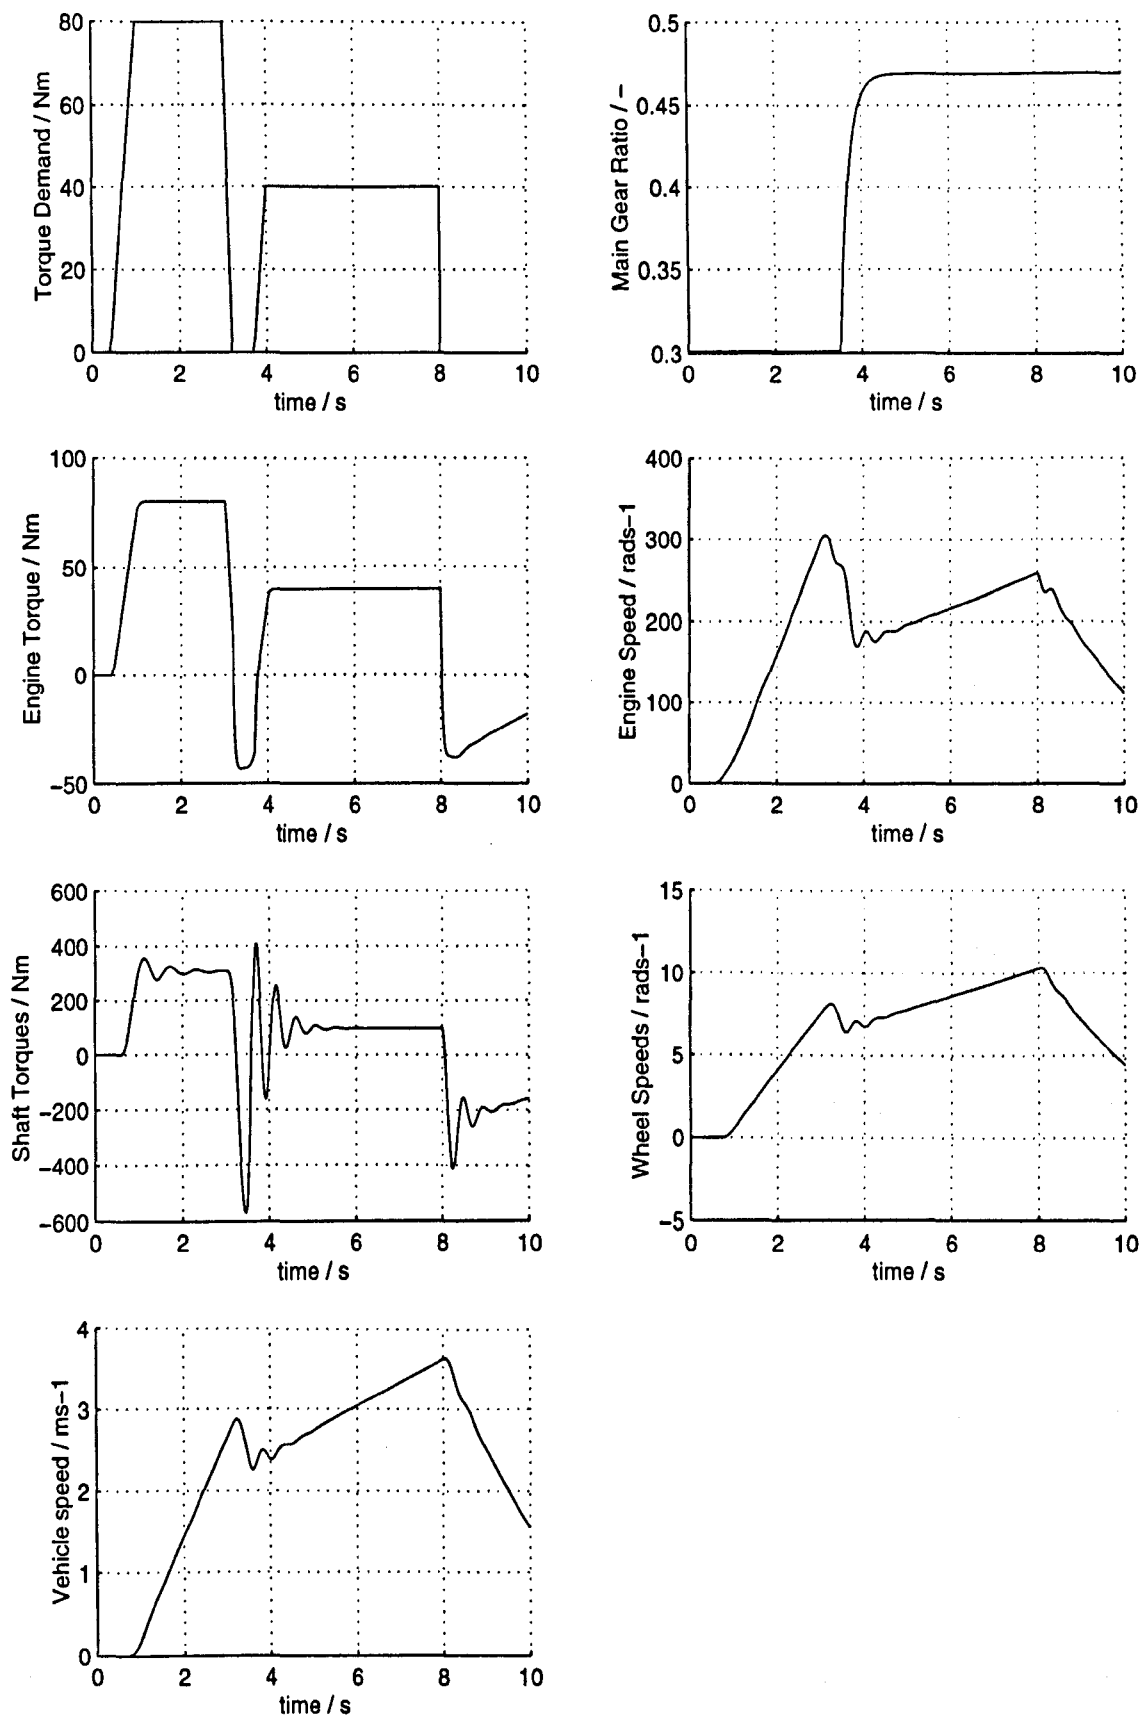 Torque Demand / Nm
80
60
40
20
0
0 2 4 6 8 10
time / s
Main Gear Ratio / −
0.5
0.45
0.4
0.35
0.3
0 2 4 6 8 10
time / s
Engine Torque / Nm
100
50
0
−50
0 2 4 6 8 10
time / s
Engine Speed / rads−1
400
300
200
100
0
0 2 4 6 8 10
time / s
Shaft Torques / Nm
600
400
200
0
−200
−400
−600
0 2 4 6 8 10
time / s
Wheel Speeds / rads−1
15
10
5
0
−5
0 2 4 6 8 10
time / s
Vehicle speed / ms−1
4
3
2
1
0
0 2 4 6 8 10
time / s